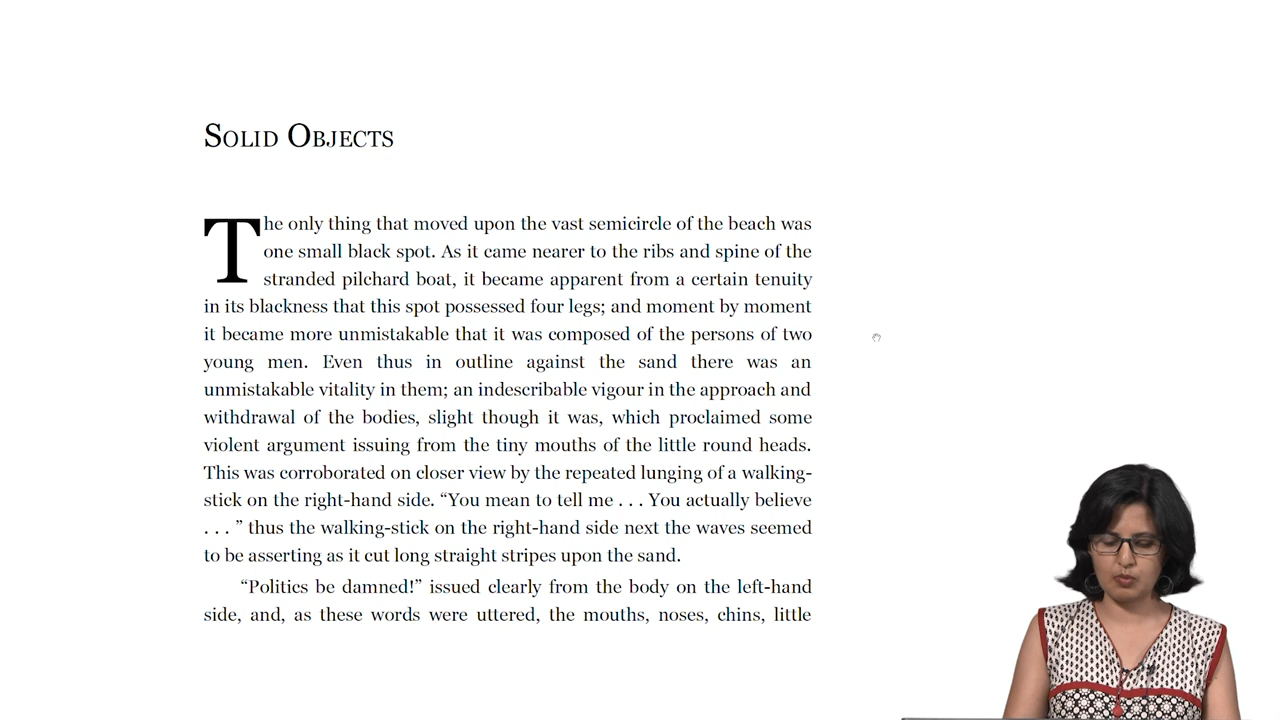 SOLID OBJECTS
The only thing that moved upon the vast semicircle of the beach was
one small black spot. As it came nearer to the ribs and spine of the
stranded pilchard boat, it became apparent from a certain tenuity
in its blackness that this spot possessed four legs; and moment by moment
it became more unmistakable that it was composed of the persons of two
young men. Even thus in outline against the sand there was an
unmistakable vitality in them; an indescribable vigour in the approach and
withdrawal of the bodies, slight though it was, which proclaimed some
violent argument issuing from the tiny mouths of the little round heads.
This was corroborated on closer view by the repeated lunging of a walking-
stick on the right-hand side. “You mean to tell me . . . You actually believe
. . . ” thus the walking-stick on the right-hand side next the waves seemed
to be asserting as it cut long straight stripes upon the sand.
“Politics be damned!” issued clearly from the body on the left-hand
side, and, as these words were uttered, the mouths, noses, chins, little